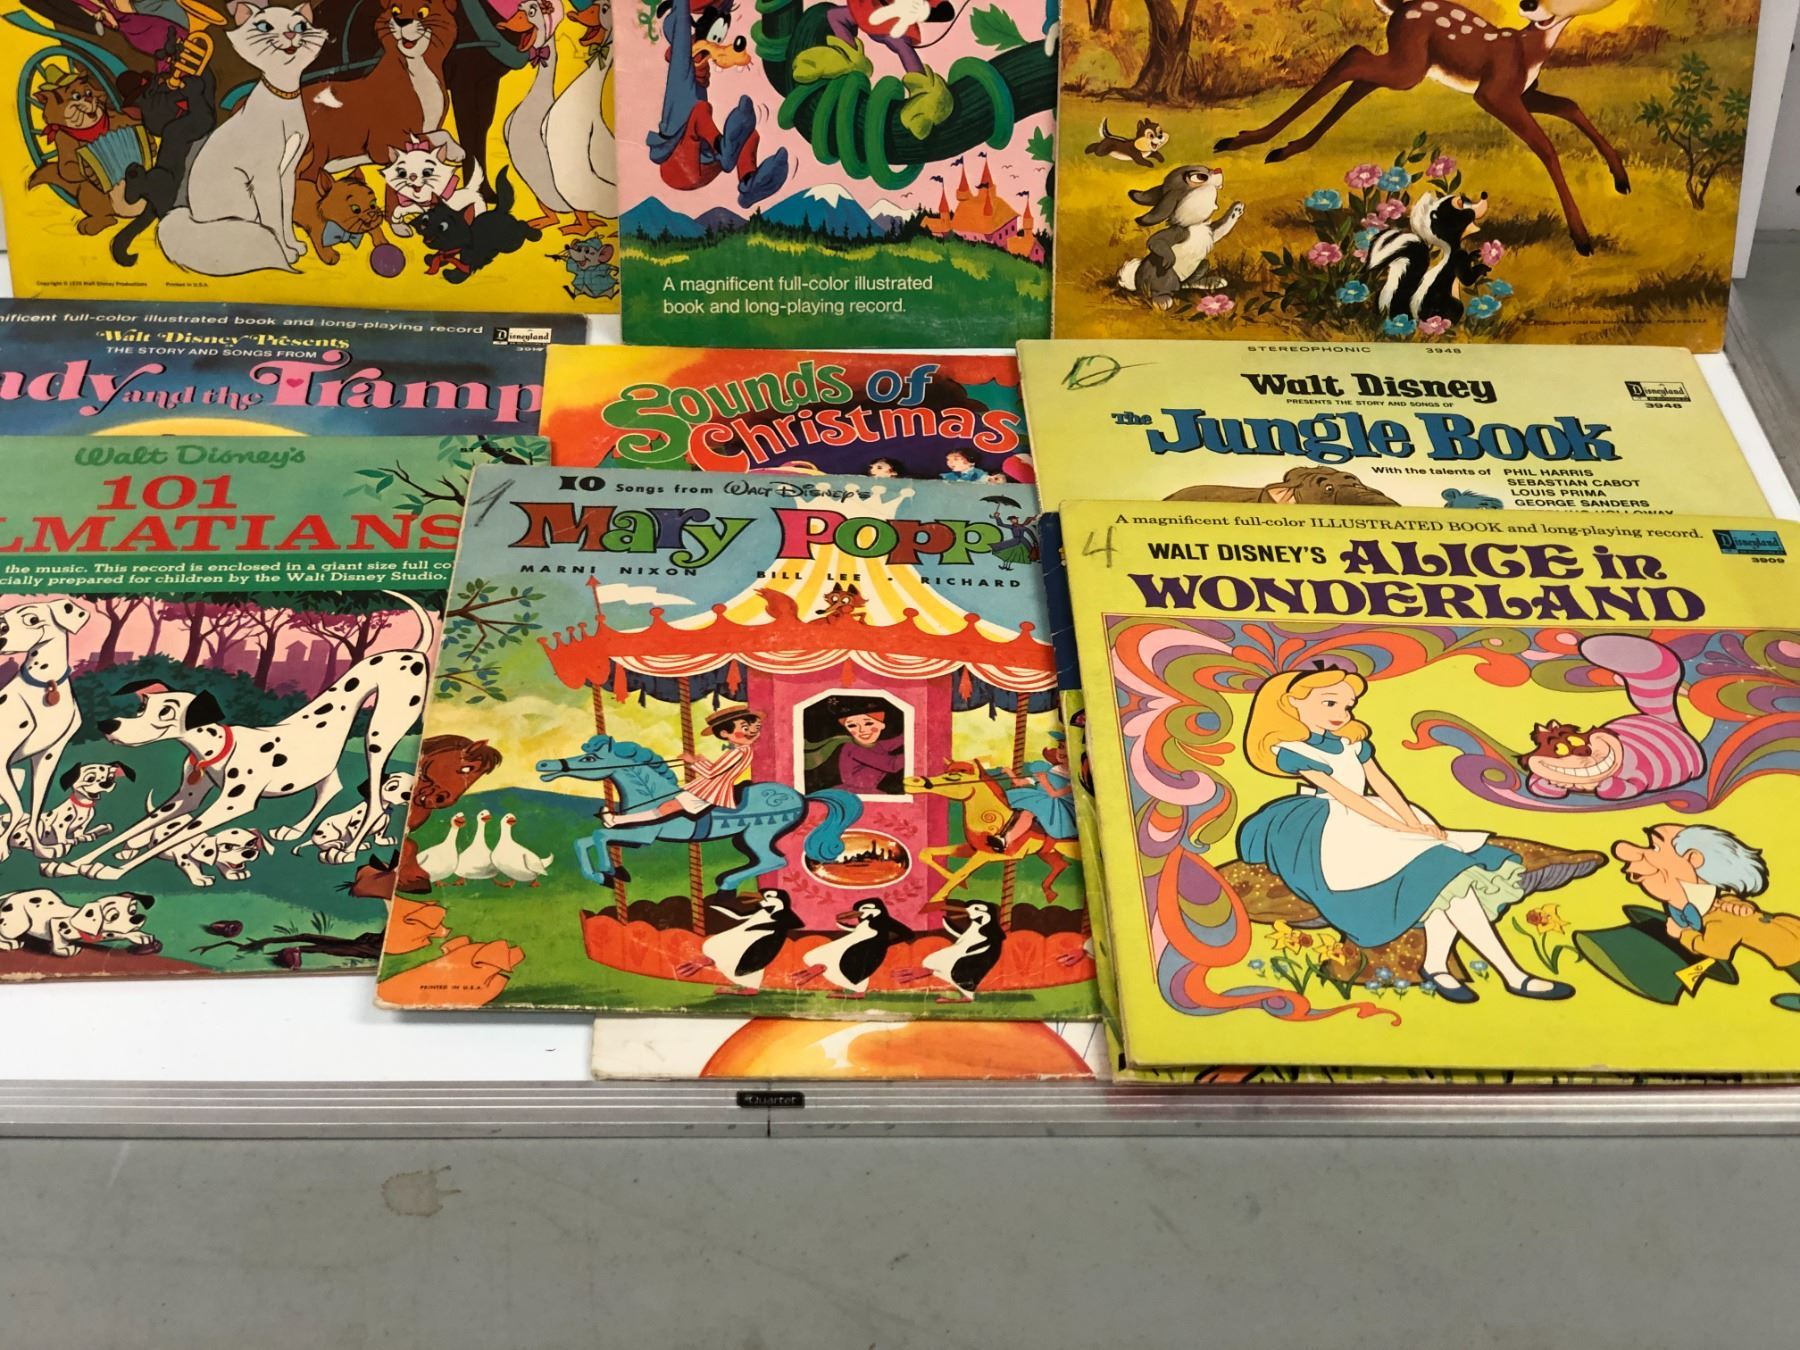 Copyright © 1970 Walt Disney Productions Printed in U.S.A.
A magnificent full-color illustrated
book and long-playing record.
nificent full-color illustrated book and long-playing record
Walt Disney Presents
THE STORY AND SONGS FROM
ady and the Tramp
Disneyland
Sounds of
Christmas
STEREOPHONIC 3948
Walt Disney
PRESENTS THE STORY AND SONGS OF
The Jungle Book
With the talents of PHIL HARRIS
SEBASTIAN CABOT
LOUIS PRIMA
GEORGE SANDERS
Disneyland
3948
Walt Disney's
101
LMATIANS
the music. This record is enclosed in a giant size full co
cially prepared for children by the Walt Disney Studio.
10 Songs from Walt Disney's
Mary Popp
MARNI NIXON BILL LEE • RICHARD
PRINTED IN U.S.A.
4
A magnificent full-color ILLUSTRATED BOOK and long-playing record.
WALT DISNEY'S ALICE in
WONDERLAND
Disneyland
3909
Quartet